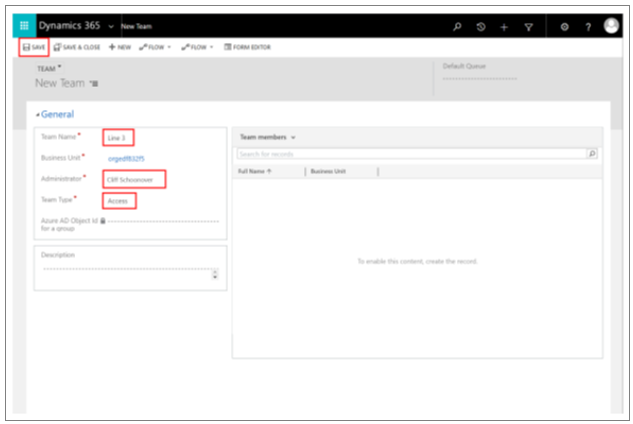 Dynamics 365 New Team
SAVE SAVE & CLOSE + NEW FLOW FLOW FORM EDITOR
TEAM
New Team
Default Queue
General
Team Name * Line 3
Business Unit * orgedf832f5
Administrator * Cliff Schoonover
Team Type * Access
Azure AD Object Id
for a group
Description
Team members
Search for records
Full Name ↑ Business Unit
To enable this content, create the record.